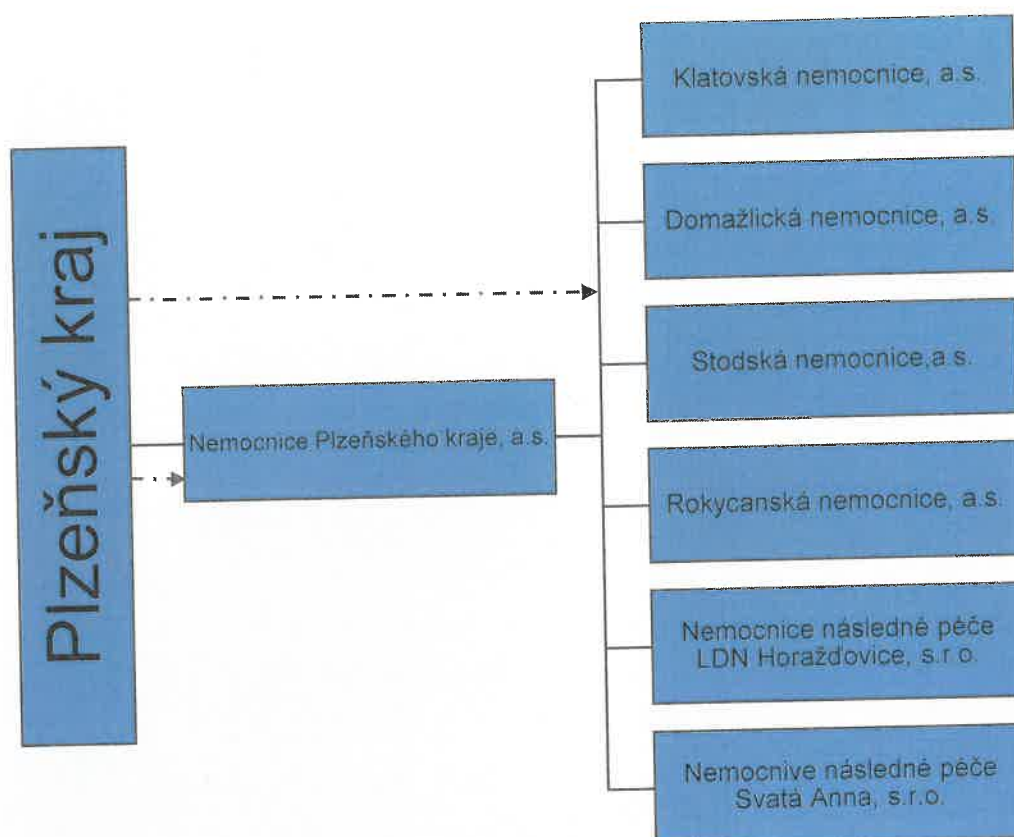 Plzeňský kraj
Nemocnice Plzeňského kraje, a.s.
Klatovská nemocnice, a.s.
Domažlická nemocnice, a.s.
Stodská nemocnice,a.s.
Rokycanská nemocnice, a.s.
Nemocnice následné péče
LDN Horažďovice, s.r.o.
Nemocnive následné péče
Svatá Anna, s.r.o.